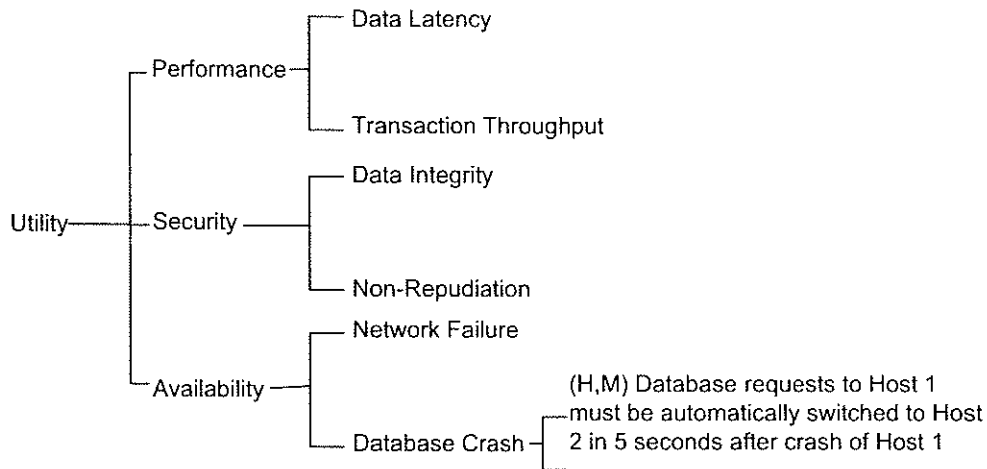 Data Latency
Performance
Transaction Throughput
Data Integrity
Utility
Security
Non-Repudiation
Network Failure
Availability
(H,M) Database requests to Host 1
must be automatically switched to Host
2 in 5 seconds after crash of Host 1
Database Crash